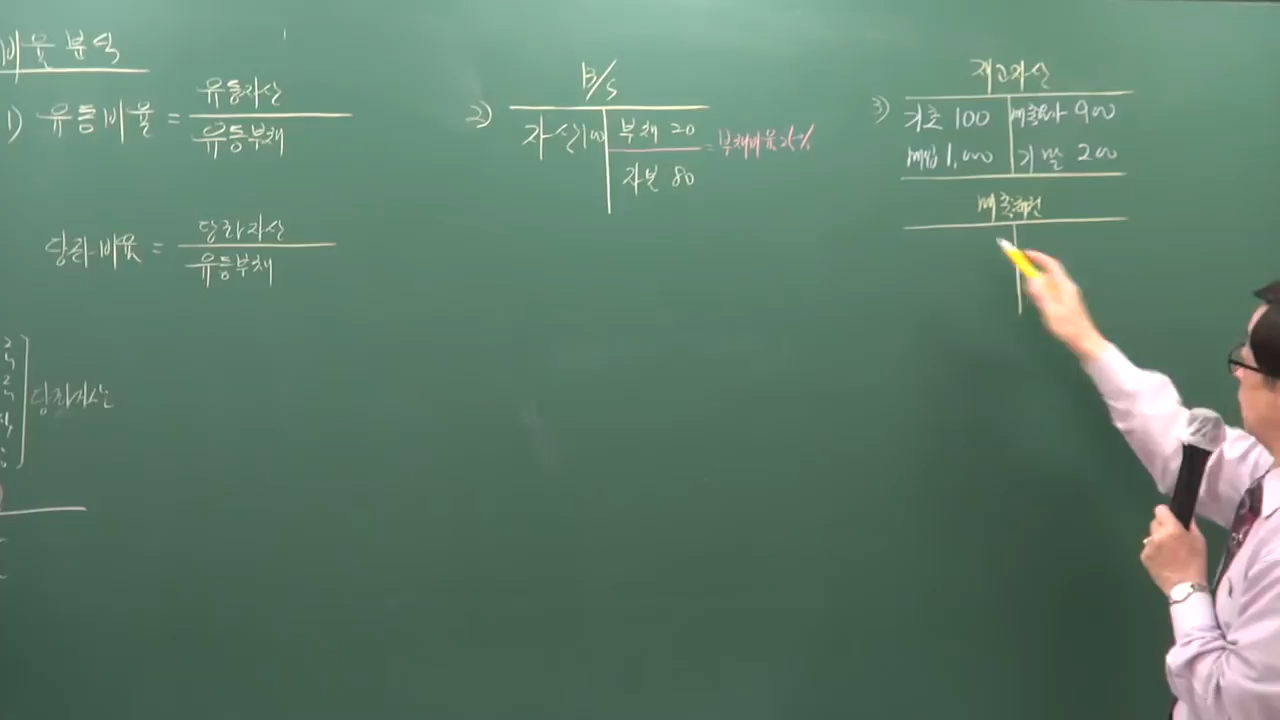 비율분석
1) 유동비율 = 유동자산
유동부채
당좌비율 = 당좌자산
유동부채
당좌자산
2) B/S
자산 100 부채 20 = 부채비율 25%
자본 80
3) 재고자산
기초 100 매출원가 900
매입 1,000 기말 200
매출채권